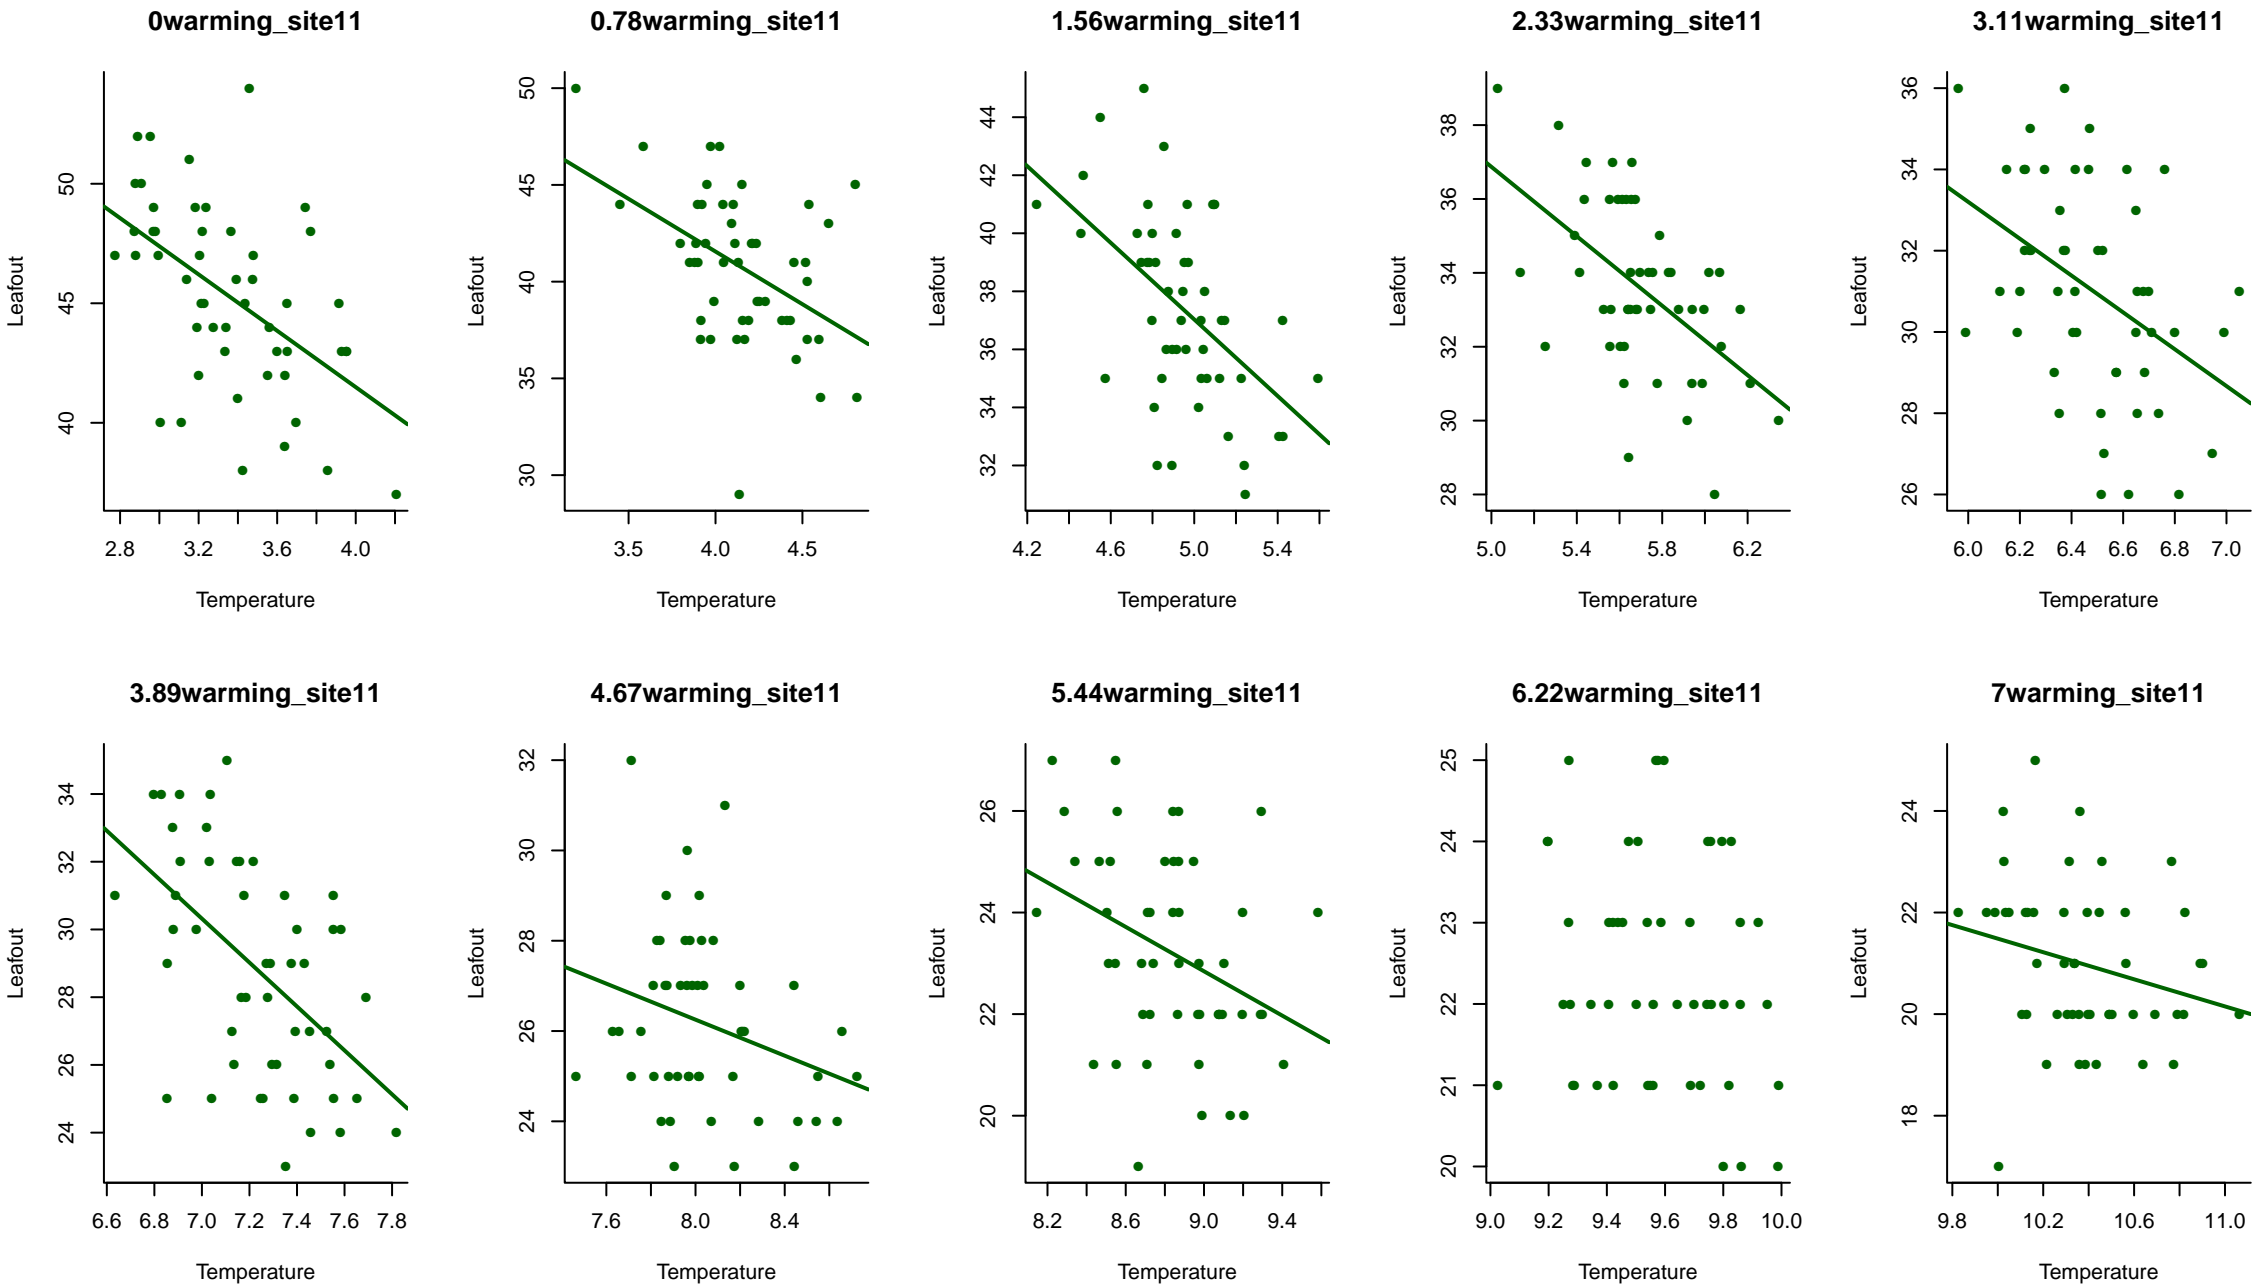 0warming_site11
0.78warming_site11
1.56warming_site11
2.33warming_site11
3.11warming_site11
Leafout
50
45
40
2.8 3.2 3.6 4.0
Temperature
Leafout
50
45
40
35
30
3.5 4.0 4.5
Temperature
Leafout
44
42
40
38
36
34
32
4.2 4.6 5.0 5.4
Temperature
Leafout
38
36
34
32
30
28
5.0 5.4 5.8 6.2
Temperature
Leafout
36
34
32
30
28
26
6.0 6.2 6.4 6.6 6.8 7.0
Temperature
3.89warming_site11
4.67warming_site11
5.44warming_site11
6.22warming_site11
7warming_site11
Leafout
34
32
30
28
26
24
6.6 6.8 7.0 7.2 7.4 7.6 7.8
Temperature
Leafout
32
30
28
26
24
7.6 8.0 8.4
Temperature
Leafout
26
24
22
20
8.2 8.6 9.0 9.4
Temperature
Leafout
25
24
23
22
21
20
9.0 9.2 9.4 9.6 9.8 10.0
Temperature
Leafout
24
22
20
18
9.8 10.2 10.6 11.0
Temperature